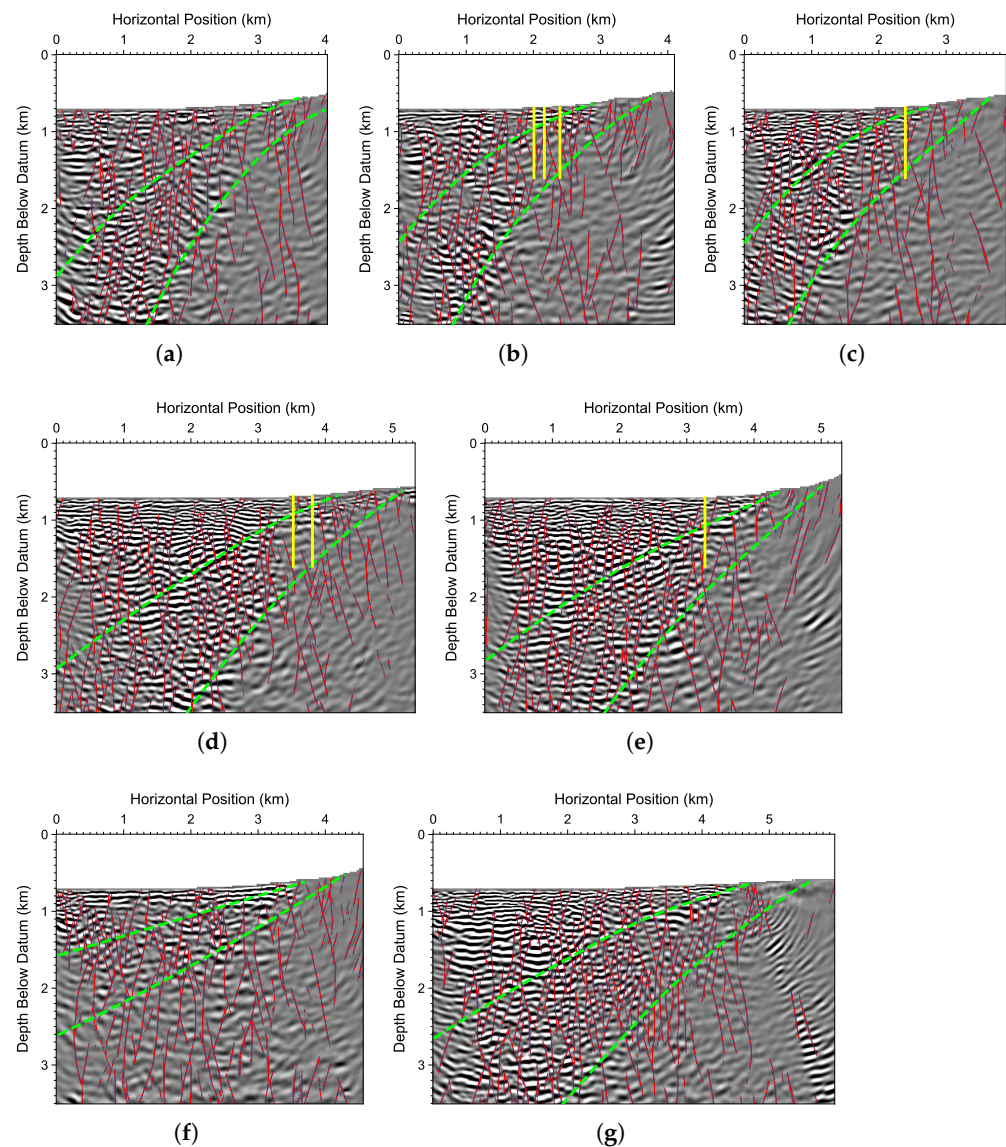 Horizontal Position (km)
0 1 2 3 4
Depth Below Datum (km)
0
1
2
3
(a)
Horizontal Position (km)
0 1 2 3 4
Depth Below Datum (km)
0
1
2
3
(b)
Horizontal Position (km)
0 1 2 3
Depth Below Datum (km)
0
1
2
3
(c)
Horizontal Position (km)
0 1 2 3 4 5
Depth Below Datum (km)
0
1
2
3
(d)
Horizontal Position (km)
0 1 2 3 4 5
Depth Below Datum (km)
0
1
2
3
(e)
Horizontal Position (km)
0 1 2 3 4
Depth Below Datum (km)
0
1
2
3
(f)
Horizontal Position (km)
0 1 2 3 4 5
Depth Below Datum (km)
0
1
2
3
(g)